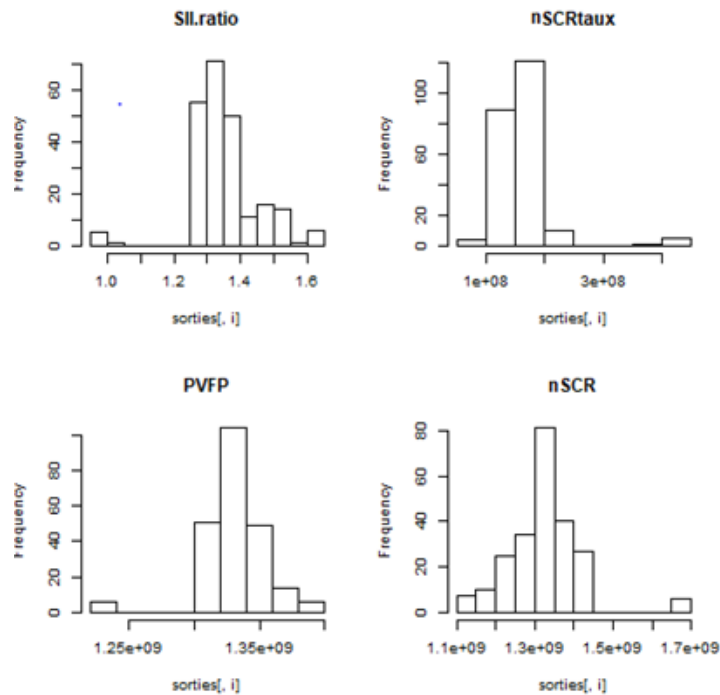 SII.ratio
Frequency
0 20 40 60
1.0 1.2 1.4 1.6
sorties[, i]
nSCRtaux
Frequency
0 20 60 100
1e+08 3e+08
sorties[, i]
PVFP
Frequency
0 20 40 60 80
1.25e+09 1.35e+09
sorties[, i]
nSCR
Frequency
0 20 40 60 80
1.1e+09 1.3e+09 1.5e+09 1.7e+09
sorties[, i]